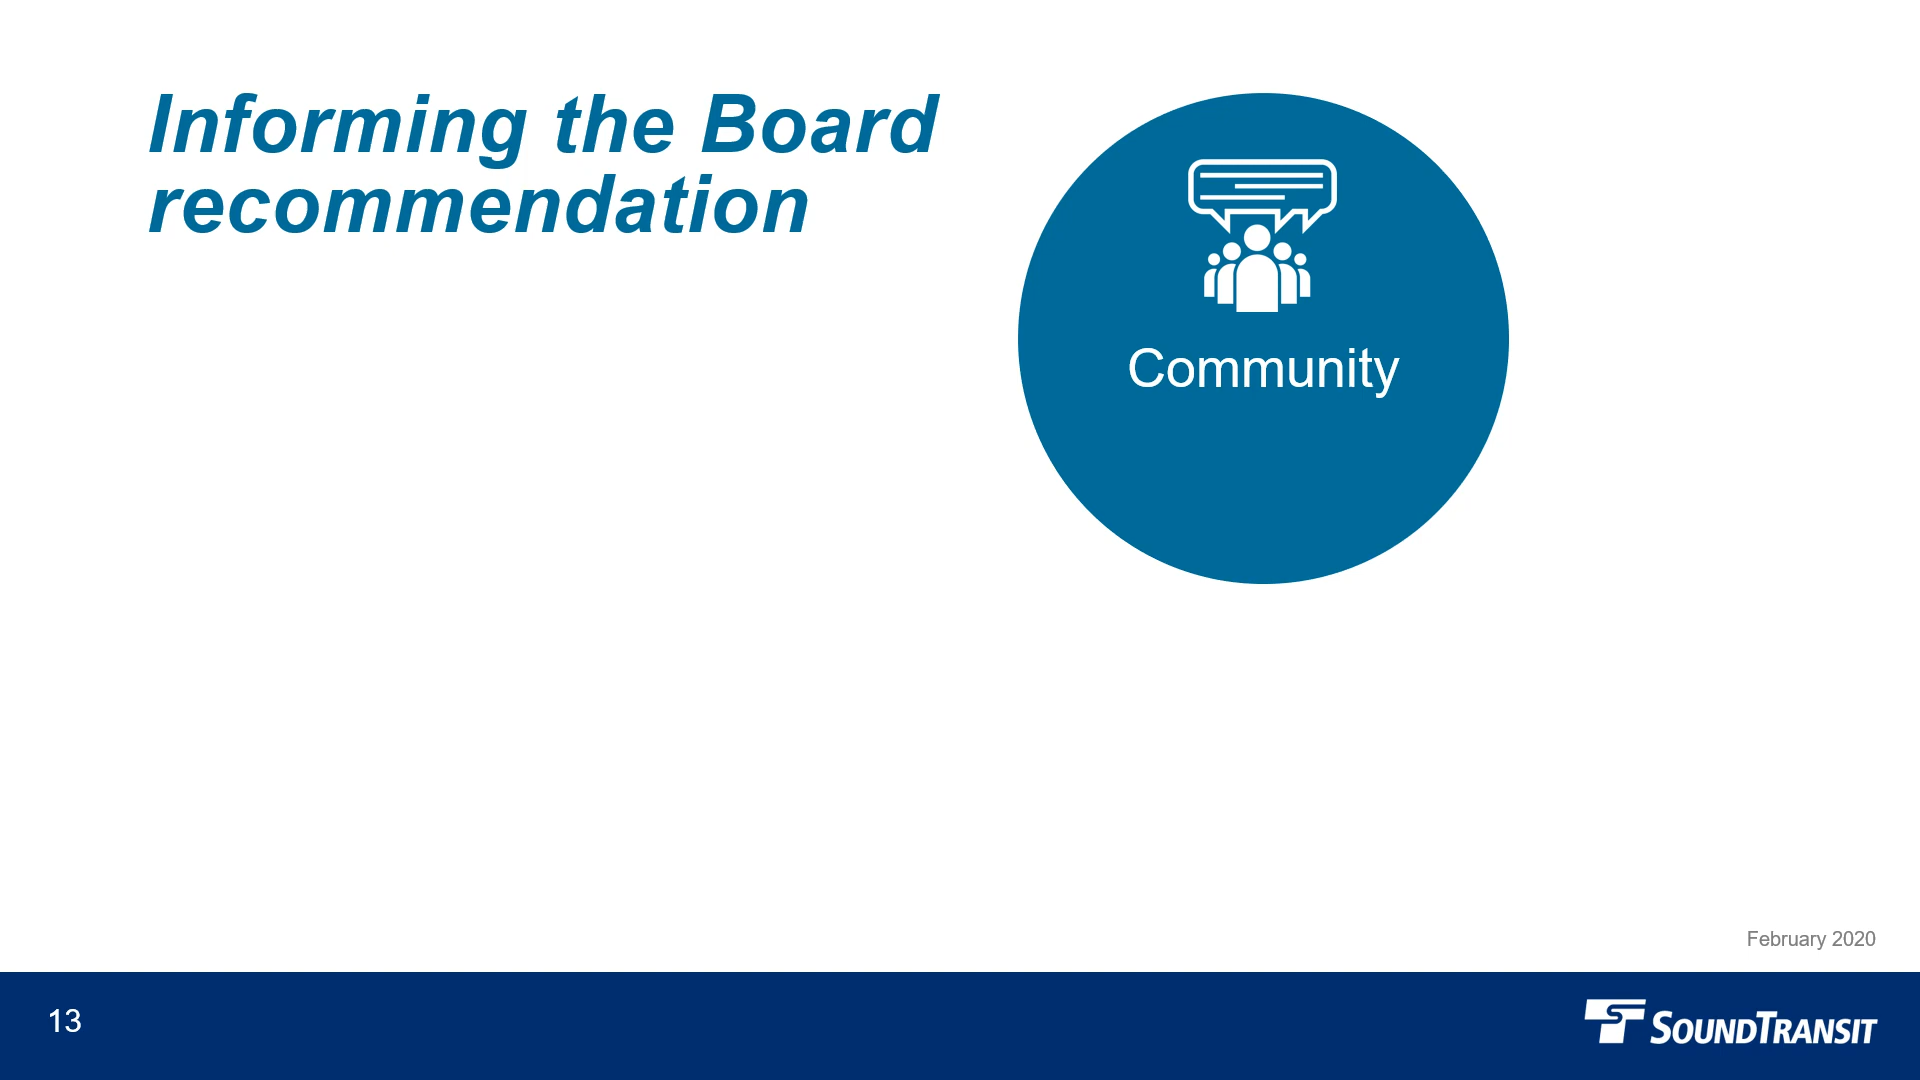 Informing the Board
recommendation
Community
February 2020
13
SOUNDTRANSIT